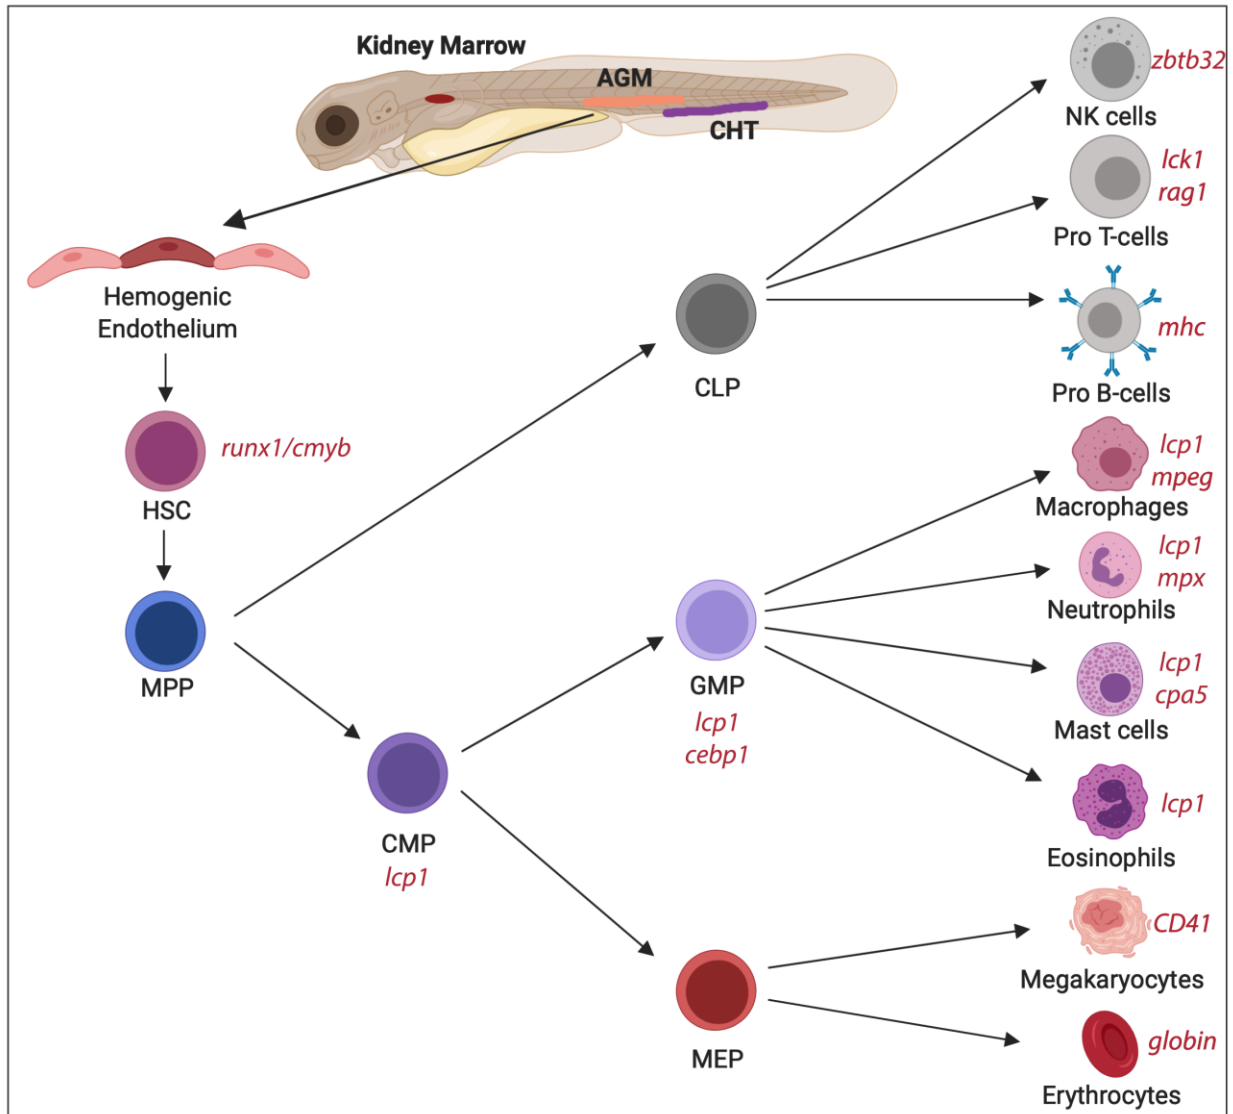 Kidney Marrow
AGM
CHT
Hemogenic
Endothelium
HSC
runx1/cmyb
MPP
CMP
lcp1
CLP
GMP
lcp1
cebp1
MEP
zbtb32
NK cells
lck1
rag1
Pro T-cells
mhc
Pro B-cells
lcp1
mpeg
Macrophages
lcp1
mpx
Neutrophils
lcp1
cpa5
Mast cells
lcp1
Eosinophils
CD41
Megakaryocytes
globin
Erythrocytes